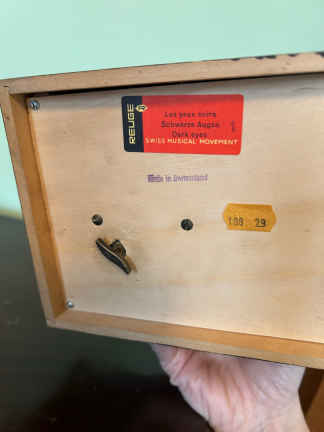 REUGE
Les yeux noirs
Schwarze Augen
Dark eyes
SWISS MUSICAL MOVEMENT
Made in Switzerland
108 29